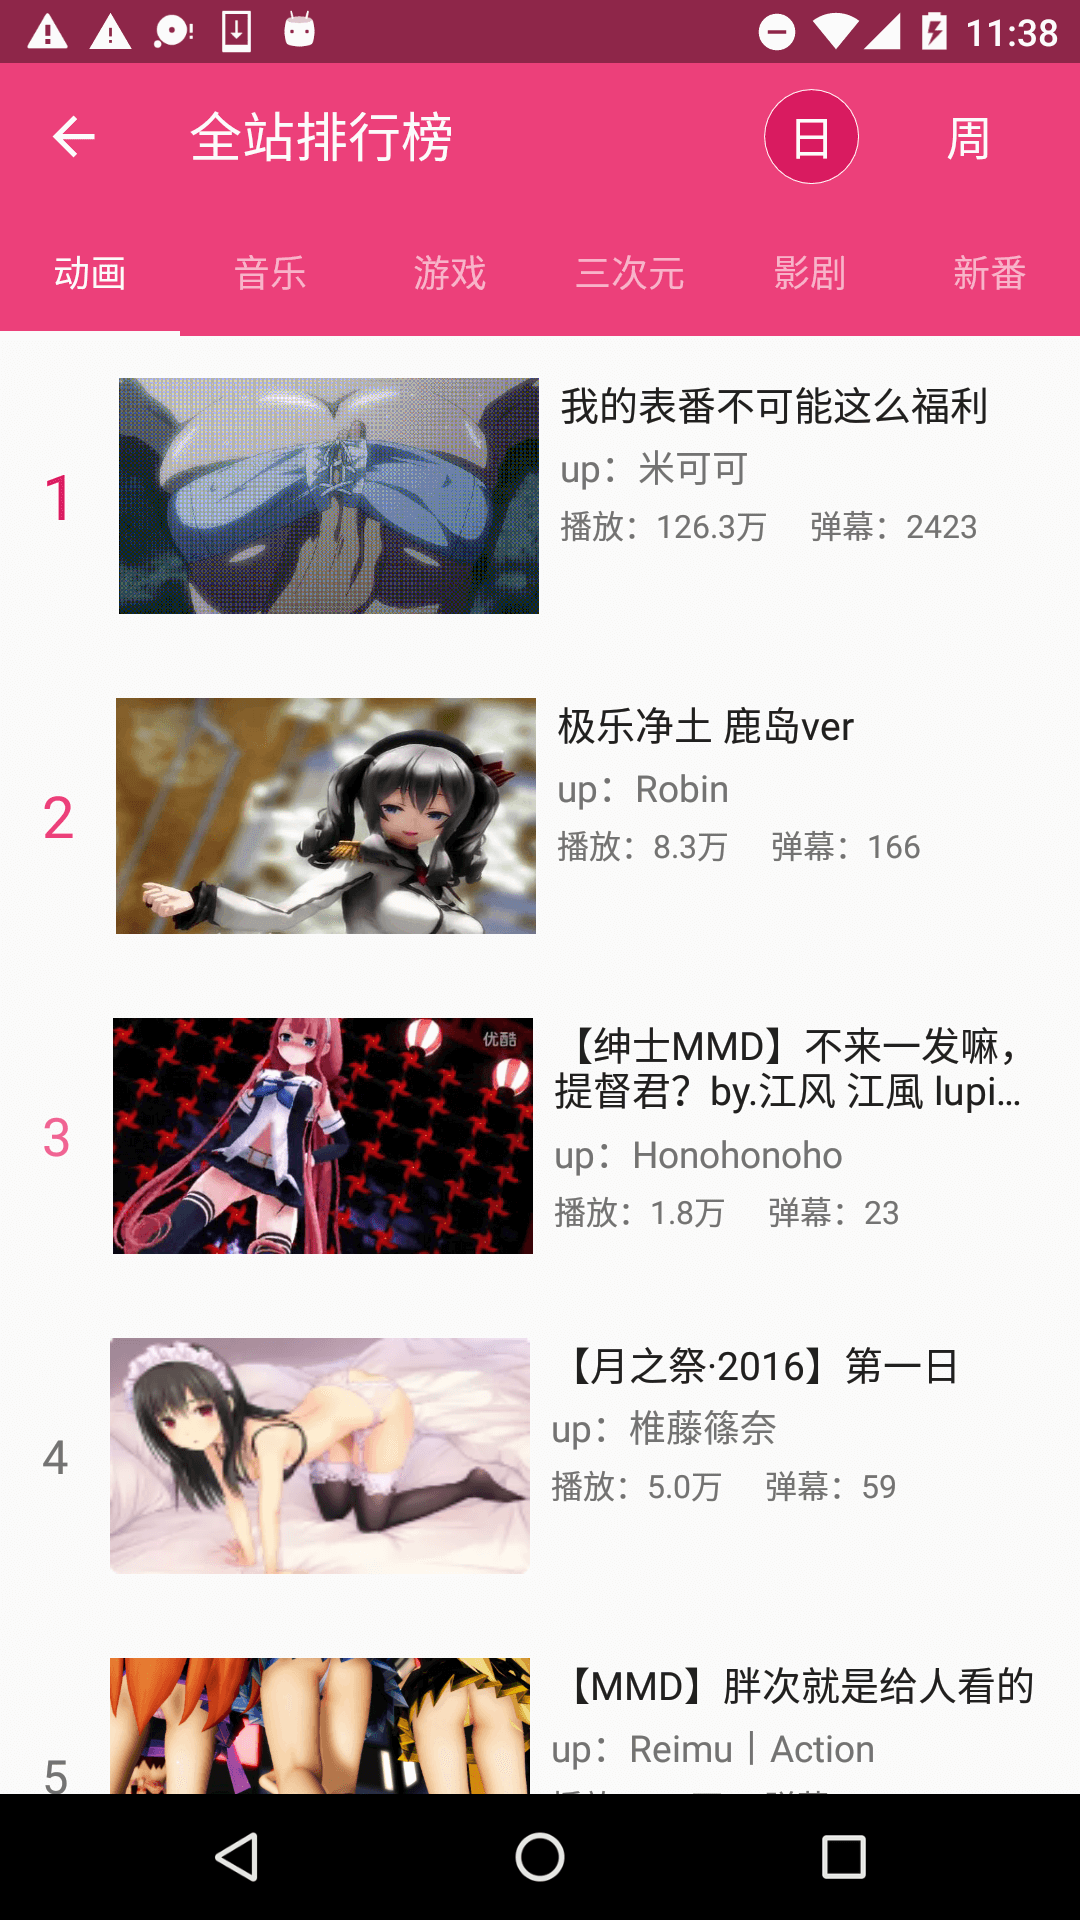 11:38
全站排行榜
日
周
动画
音乐
游戏
三次元
影剧
新番
1
我的表番不可能这么福利
up：米可可
播放：126.3万 弹幕：2423
2
极乐净土 鹿岛ver
up：Robin
播放：8.3万 弹幕：166
3
优酷
【绅士MMD】不来一发嘛，
提督君？by.江风 江風 lupi...
up：Honohonoho
播放：1.8万 弹幕：23
4
【月之祭·2016】第一日
up：椎藤篠奈
播放：5.0万 弹幕：59
5
【MMD】胖次就是给人看的
up：Reimu丨Action